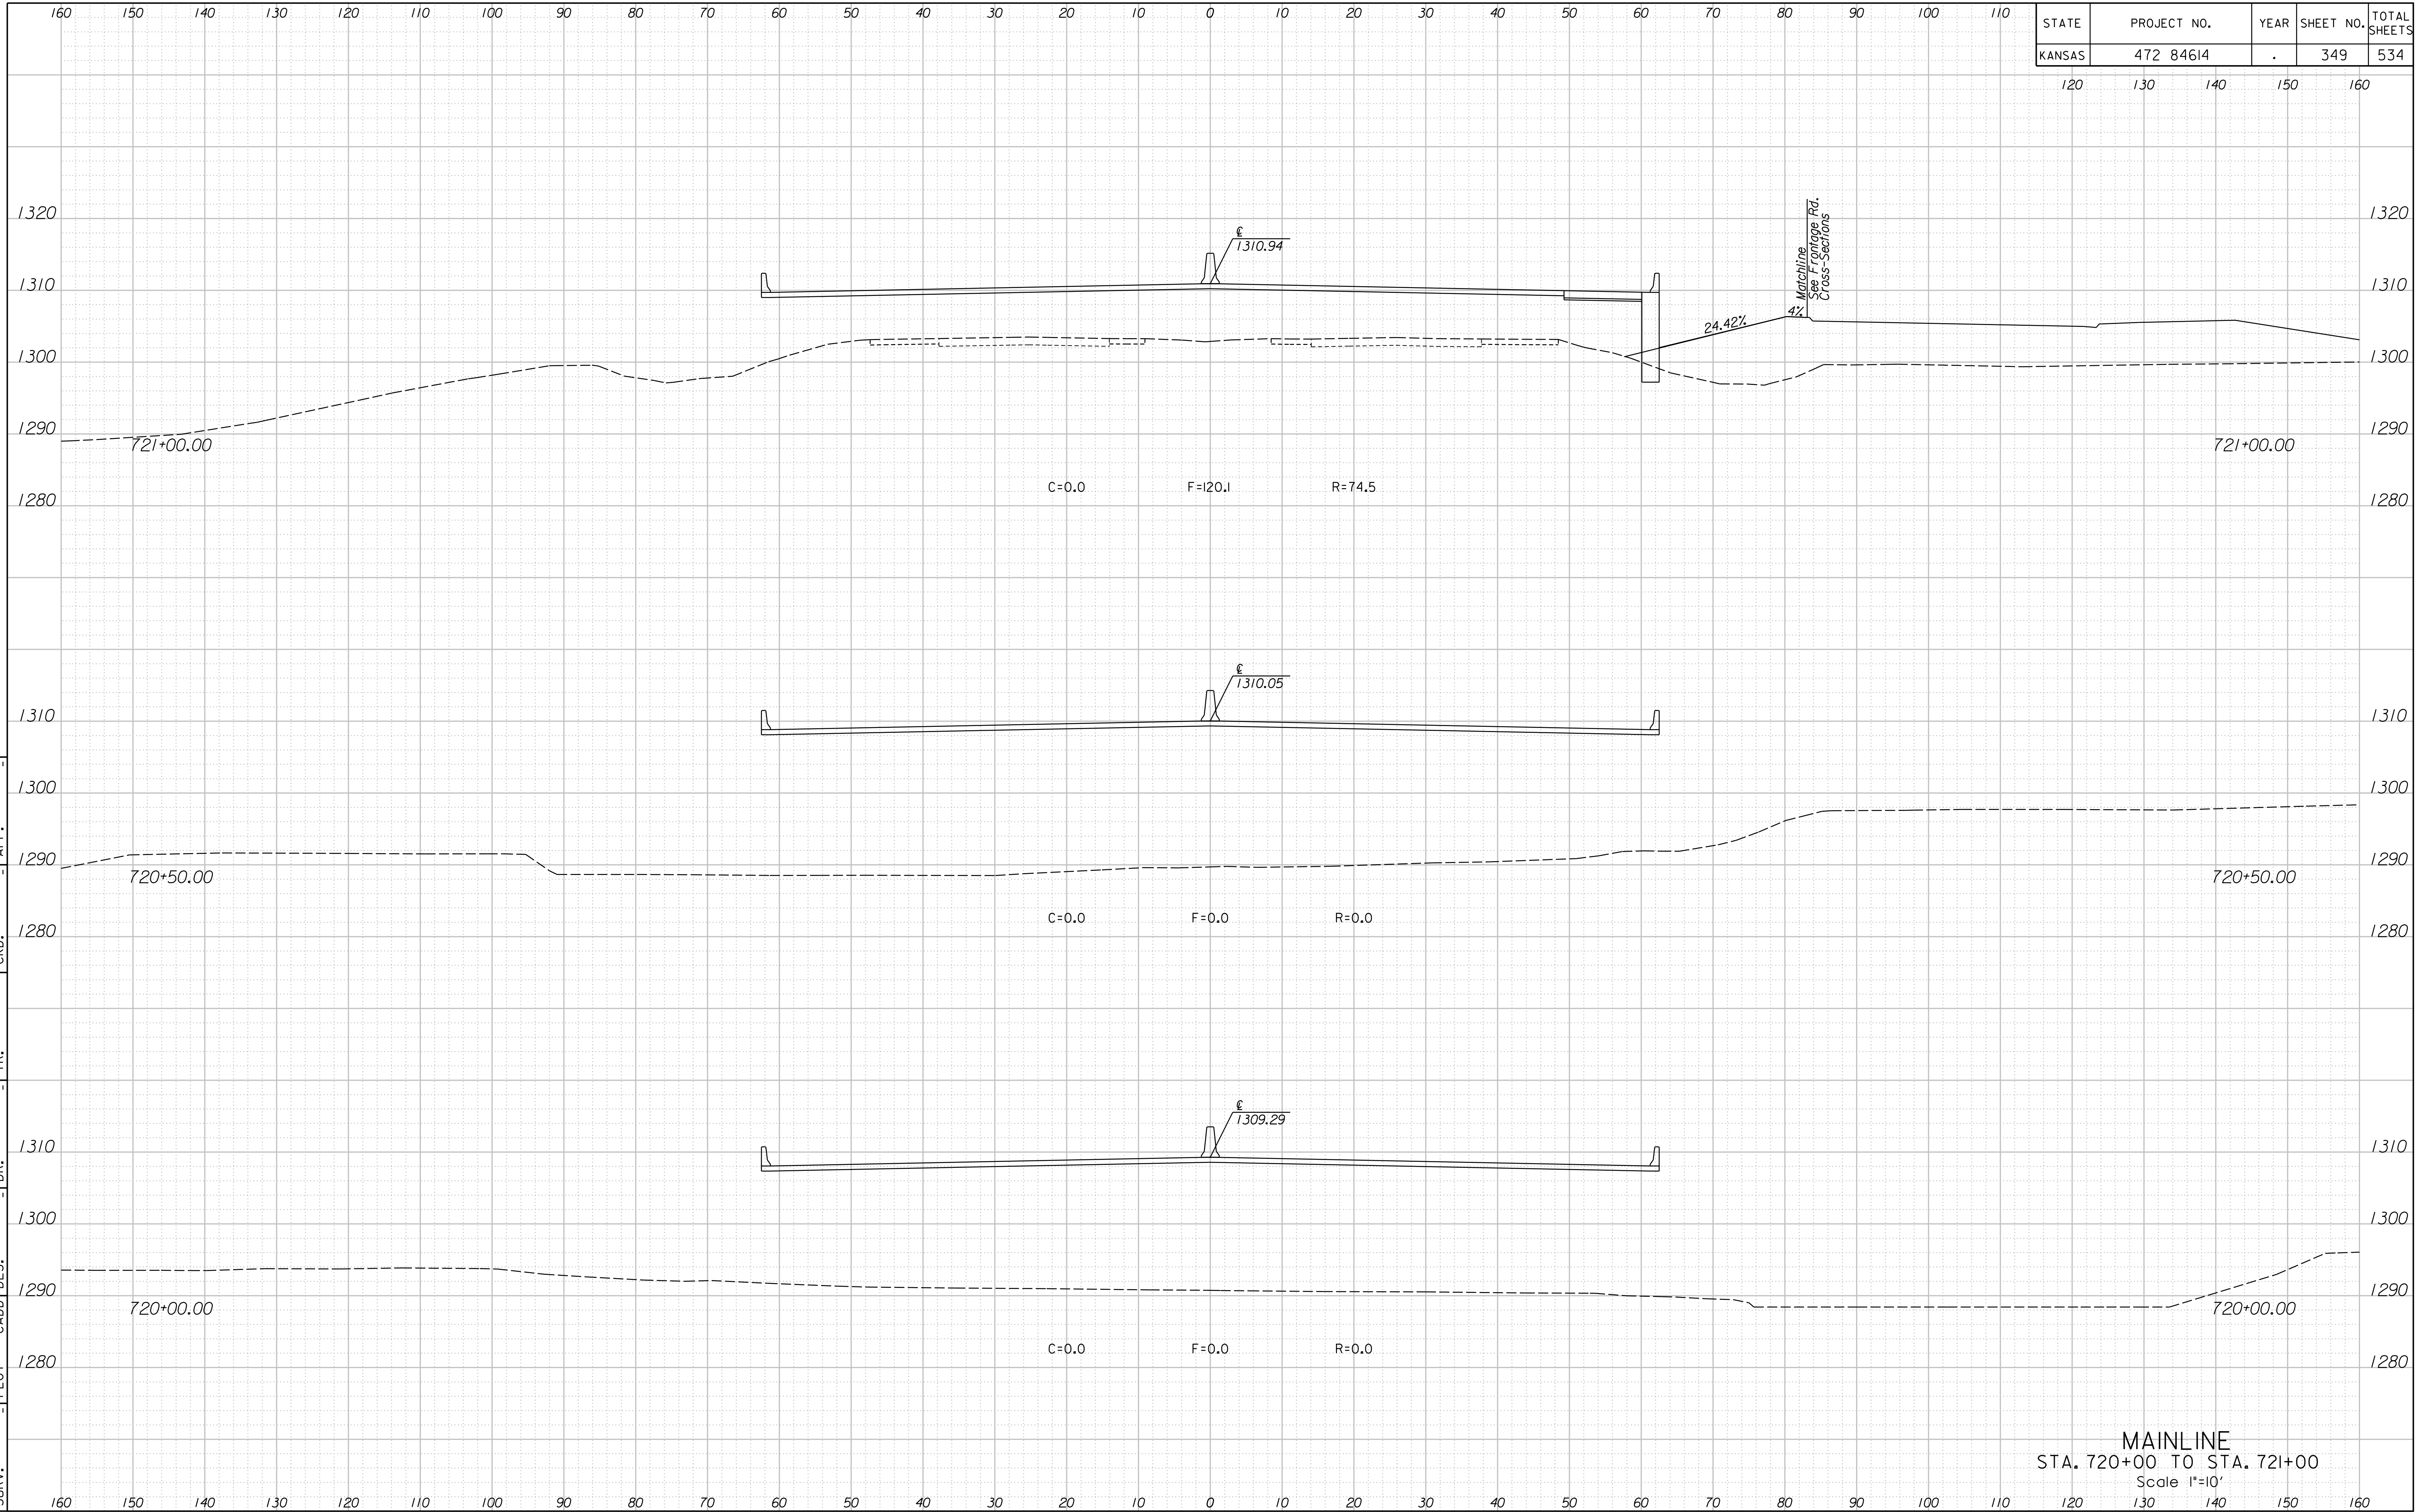 160 150 140 130 120 110 100 90 80 70 60 50 40 30 20 10 0 10 20 30 40 50 60 70 80 90 100 110
STATE PROJECT NO. YEAR SHEET NO. TOTAL SHEETS
KANSAS 472 84614 . 349 534
120 130 140 150 160
1320 1320
℄
1310.94
Matchline
See Frontage Rd.
Cross-Sections
1310 1310
24.42% 4%
1300 1300
1290 1290
721+00.00 721+00.00
C=0.0 F=120.1 R=74.5
1280 1280
℄
1310.05
1310 1310
1300 1300
1290 1290
720+50.00 720+50.00
C=0.0 F=0.0 R=0.0
1280 1280
℄
1309.29
1310 1310
1300 1300
1290 1290
720+00.00 720+00.00
C=0.0 F=0.0 R=0.0
1280 1280
MAINLINE
STA. 720+00 TO STA. 721+00
Scale 1"=10'
160 150 140 130 120 110 100 90 80 70 60 50 40 30 20 10 0 10 20 30 40 50 60 70 80 90 100 110 120 130 140 150 160